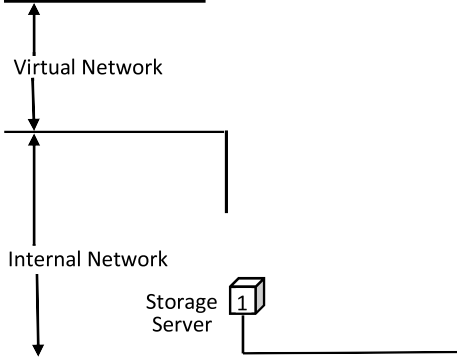 Virtual Network
Internal Network
Storage
Server
1